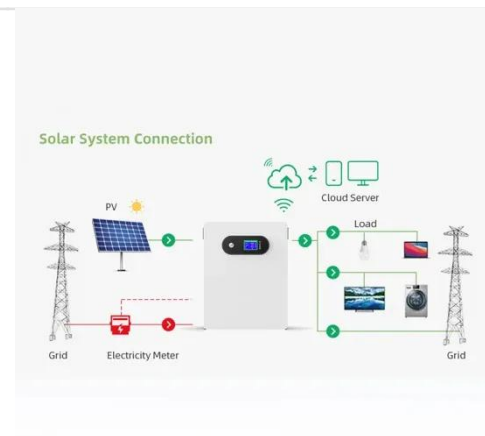 Solar System Connection
Cloud Server
PV
Load
Grid
Electricity Meter
Grid